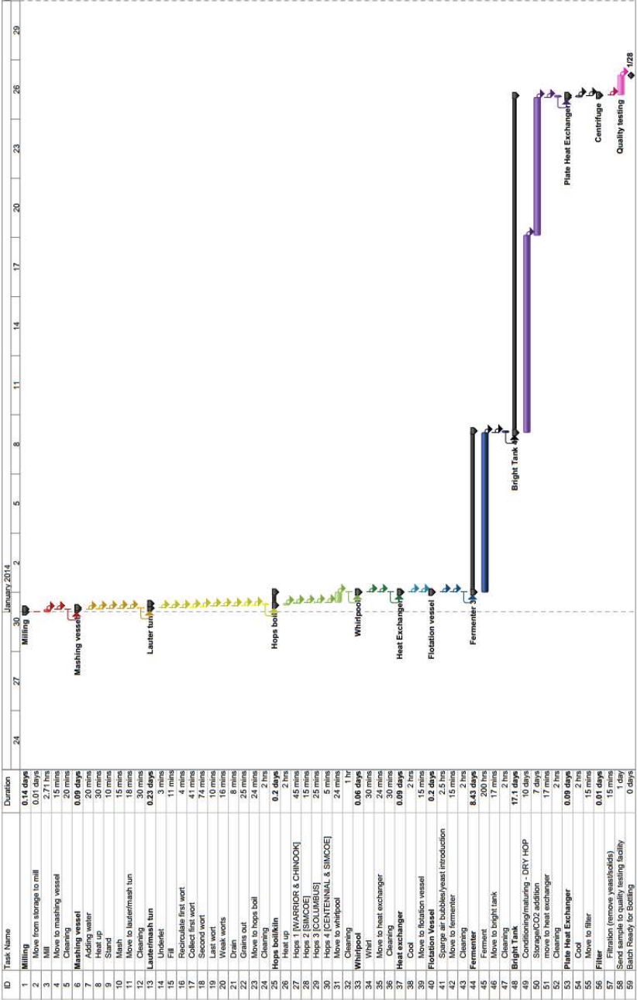 ID Task Name Duration January 2014
24 27 30 2 5 8 11 14 17 20 23 26 29
1 Milling 0.14 days
2 Move from storage to mill 0.01 days
3 Mill 2.71 hrs
4 Move to mashing vessel 15 mins
5 Cleaning 20 mins
6 Mashing vessel 0.09 days
7 Adding water 20 mins
8 Heat up 30 mins
9 Stand 10 mins
10 Mash 15 mins
11 Move to lauter/mash tun 18 mins
12 Cleaning 30 mins
13 Lauter/mash tun 0.23 days
14 Underlet 3 mins
15 Fill 11 mins
16 Recirculate first wort 4 mins
17 Collect first wort 41 mins
18 Second wort 74 mins
19 Last wort 10 mins
20 Weak worts 16 mins
21 Drain 8 mins
22 Grains out 25 mins
23 Move to hops boil 24 mins
24 Cleaning 2 hrs
25 Hops boil/kiln 0.2 days
26 Heat up 2 hrs
27 Hops 1 [WARRIOR & CHINOOK] 45 mins
28 Hops 2 [SIMCOE] 15 mins
29 Hops 3 [COLUMBUS] 25 mins
30 Hops 4 [CENTENNIAL & SIMCOE] 5 mins
31 Move to whirlpool 24 mins
32 Cleaning 1 hr
33 Whirlpool 0.06 days
34 Whirl 30 mins
35 Move to heat exchanger 24 mins
36 Cleaning 30 mins
37 Heat exchanger 0.09 days
38 Cool 2 hrs
39 Move to flotation vessel 15 mins
40 Flotation Vessel 0.2 days
41 Sparge air bubbles/yeast introduction 2.5 hrs
42 Move to fermenter 15 mins
43 Cleaning 2 hrs
44 Fermenter 8.43 days
45 Ferment 200 hrs
46 Move to bright tank 17 mins
47 Cleaning 2 hrs
48 Bright Tank 17.1 days
49 Conditioning/maturing - DRY HOP 10 days
50 Storage/CO2 addition 7 days
51 move to heat exchanger 17 mins
52 Cleaning 2 hrs
53 Plate Heat Exchanger 0.09 days
54 Cool 2 hrs
55 Move to filter 15 mins
56 Filter 0.01 days
57 Filtration (remove yeast/solids) 15 mins
58 Send sample to quality testing facility 1 day
59 Batch Ready for Bottling 0 days
Milling
Mashing vessel
Lauter tun
Hops boil
Whirlpool
Heat Exchanger
Flotation vessel
Fermenter 3
Bright Tank
Plate Heat Exchanger
Centrifuge
Quality testing
1/28